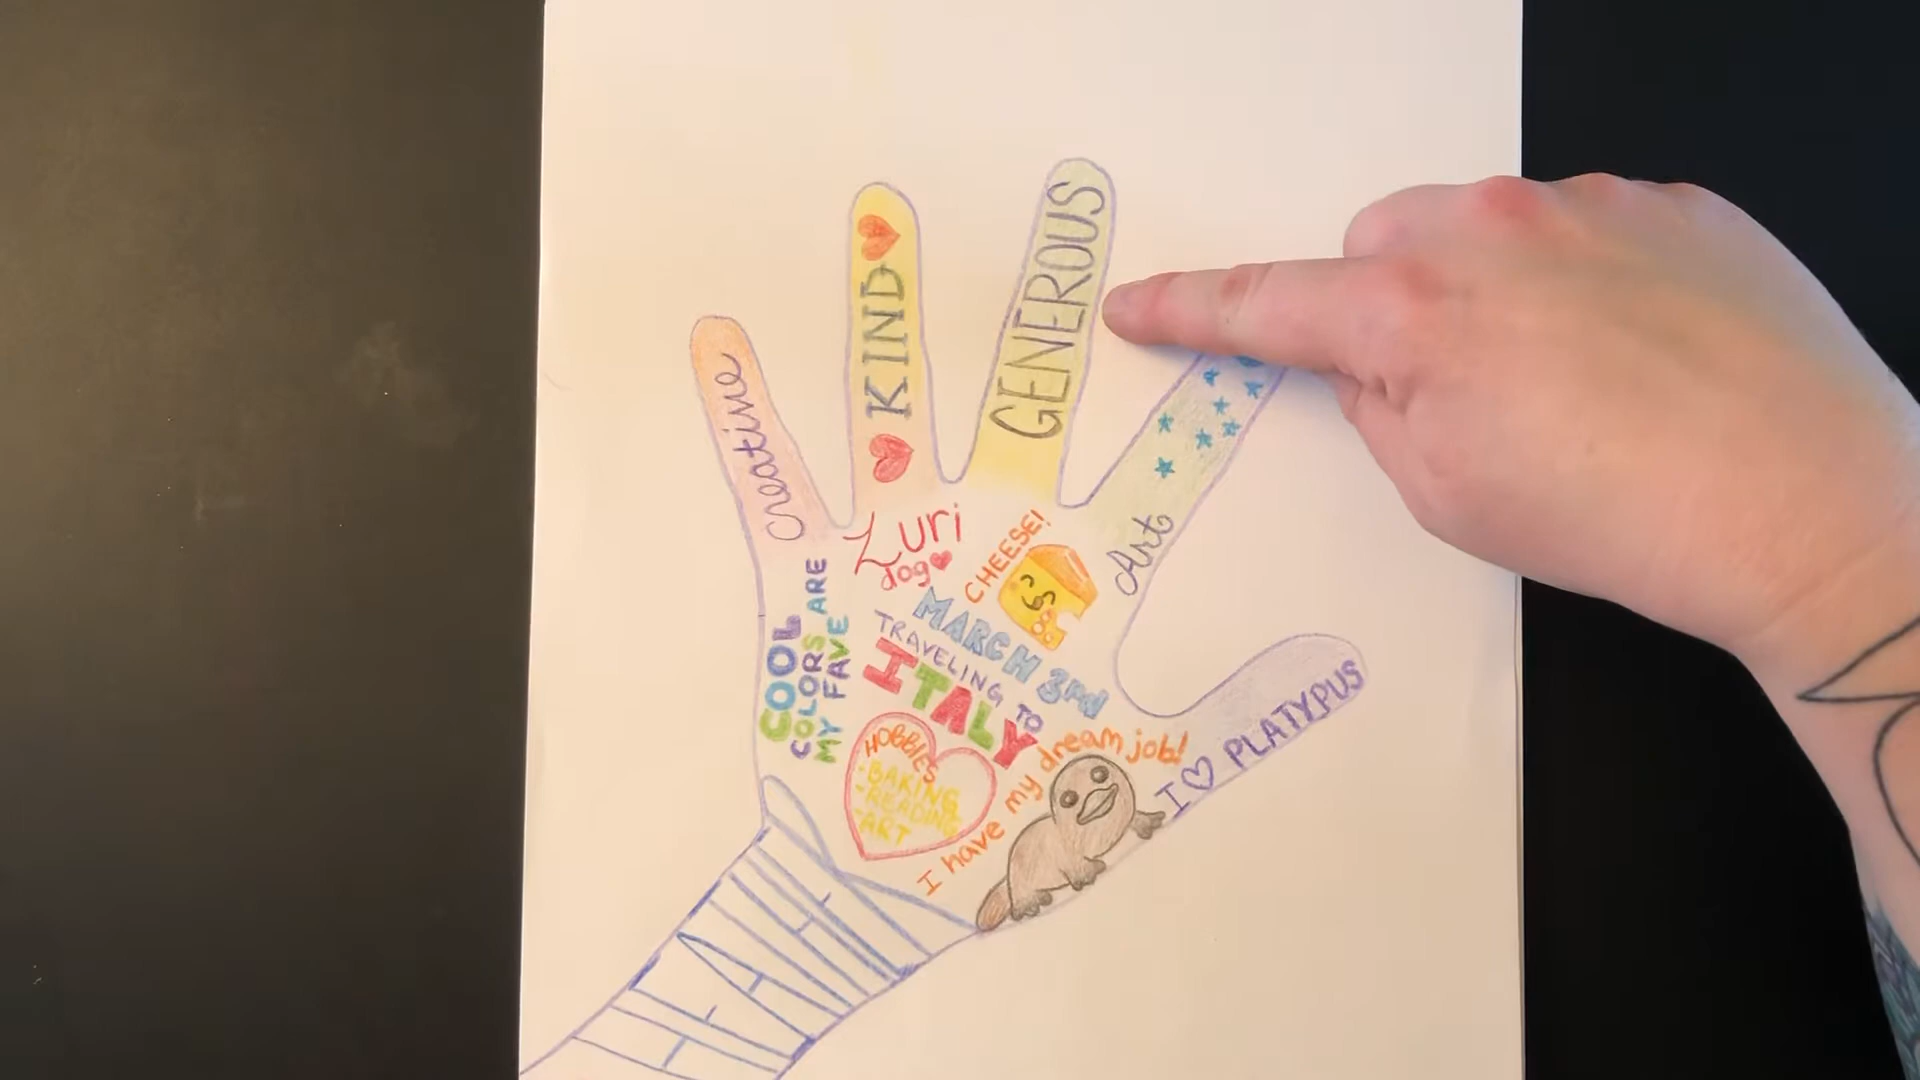 creative
KIND
GENEROUS
Art
Luri
dog
CHEESE!
MARCH 3rd
TRAVELING TO
ITALY
COOL
COLORS ARE
MY FAVE
HOBBIES
-BAKING
-READING
-ART
I have my dream job!
I PLATYPUS
HEATH